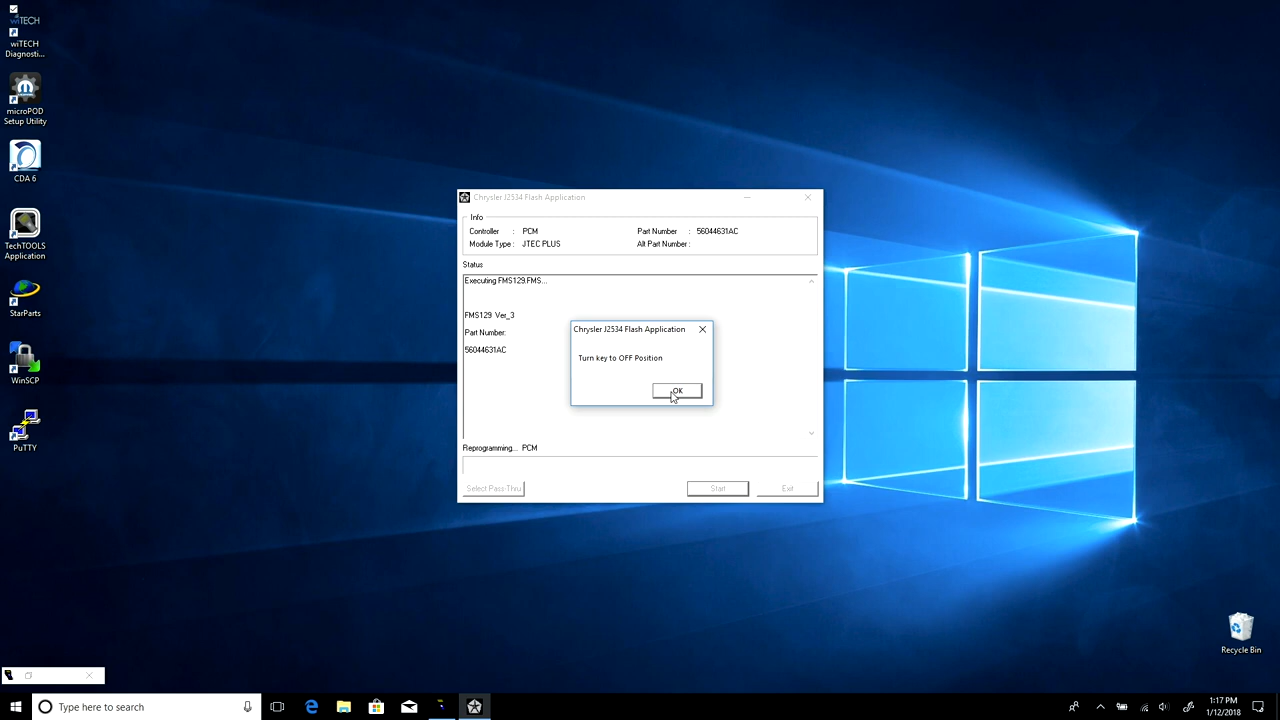 wiTECH
wiTECH
Diagnosti...
microPOD
Setup Utility
CDA 6
TechTOOLS
Application
StarParts
WinSCP
PuTTY
Chrysler J2534 Flash Application
Info
Controller : PCM Part Number : 56044631AC
Module Type : JTEC PLUS Alt Part Number :
Status
Executing FMS129.FMS...
FMS129 Ver_3
Part Number:
56044631AC
Chrysler J2534 Flash Application
Turn key to OFF Position
OK
Reprogramming... PCM
Select Pass-Thru Start Exit
Recycle Bin
Type here to search
1:17 PM
1/12/2018